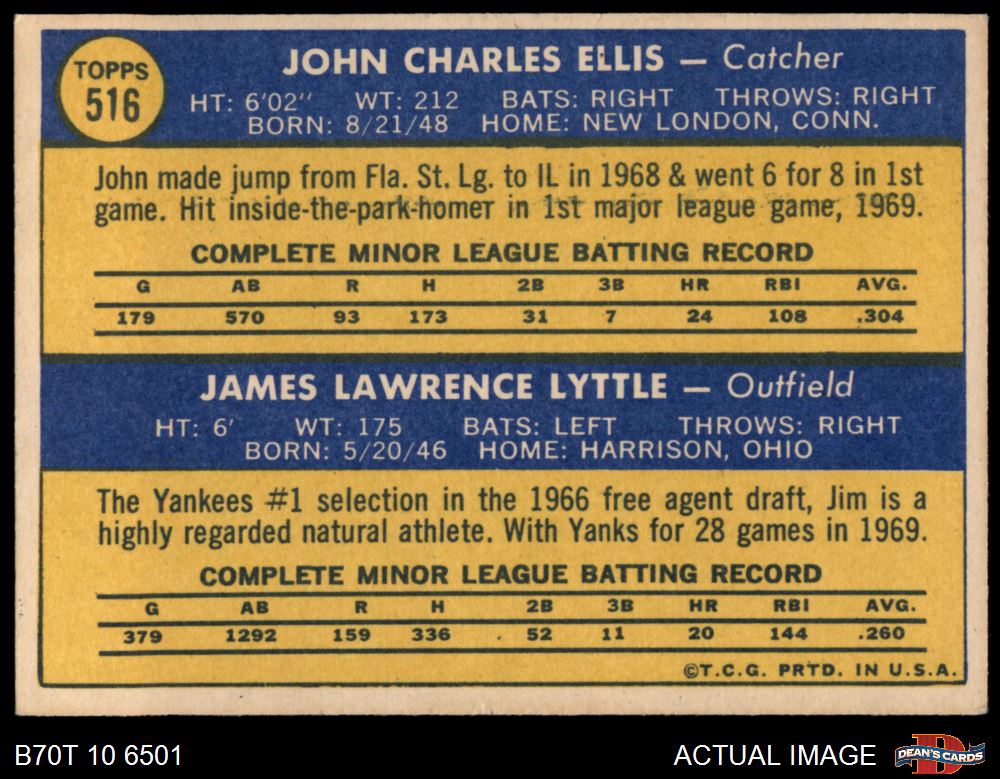 TOPPS
516
JOHN CHARLES ELLIS — Catcher
HT: 6'02" WT: 212 BATS: RIGHT THROWS: RIGHT
BORN: 8/21/48 HOME: NEW LONDON, CONN.
John made jump from Fla. St. Lg. to IL in 1968 & went 6 for 8 in 1st
game. Hit inside-the-park-homer in 1st major league game, 1969.
COMPLETE MINOR LEAGUE BATTING RECORD
G AB R H 2B 3B HR RBI AVG.
179 570 93 173 31 7 24 108 .304
JAMES LAWRENCE LYTTLE — Outfield
HT: 6' WT: 175 BATS: LEFT THROWS: RIGHT
BORN: 5/20/46 HOME: HARRISON, OHIO
The Yankees #1 selection in the 1966 free agent draft, Jim is a
highly regarded natural athlete. With Yanks for 28 games in 1969.
COMPLETE MINOR LEAGUE BATTING RECORD
G AB R H 2B 3B HR RBI AVG.
379 1292 159 336 52 11 20 144 .260
©T.C.G. PRTD. IN U.S.A.
B70T 10 6501 ACTUAL IMAGE
DEAN'S CARDS